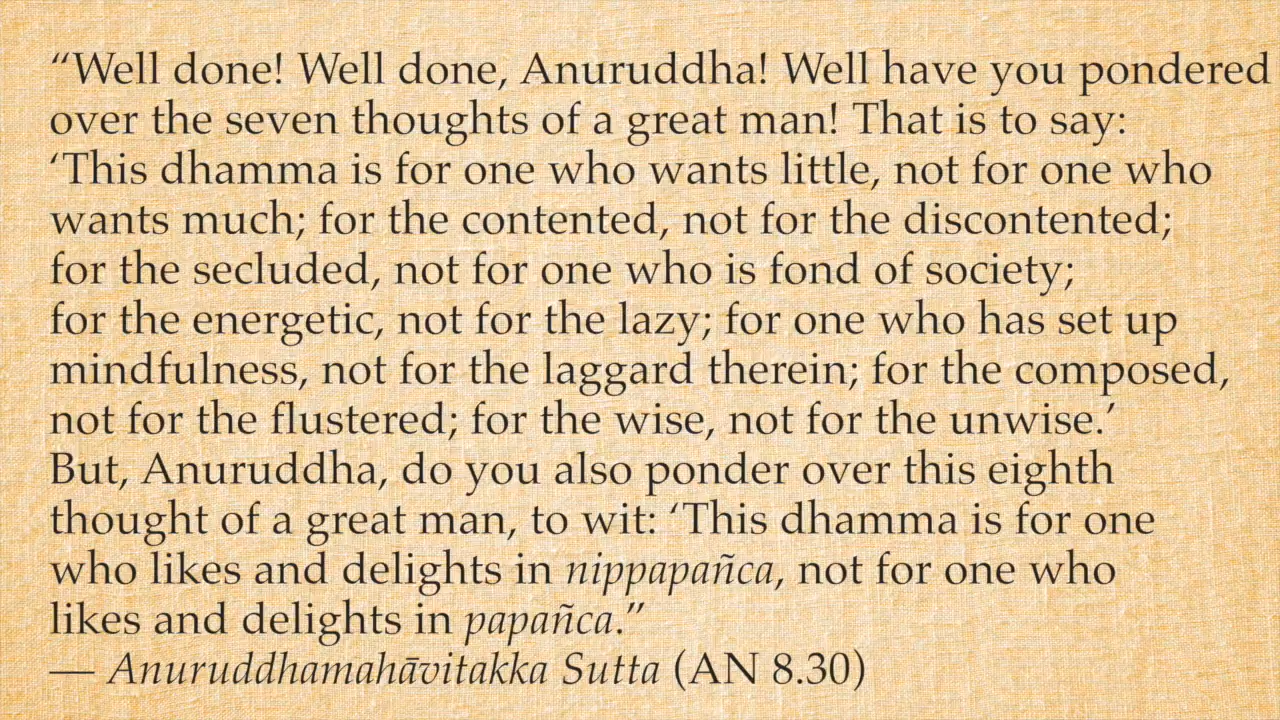 “Well done! Well done, Anuruddha! Well have you pondered
over the seven thoughts of a great man! That is to say:
‘This dhamma is for one who wants little, not for one who
wants much; for the contented, not for the discontented;
for the secluded, not for one who is fond of society;
for the energetic, not for the lazy; for one who has set up
mindfulness, not for the laggard therein; for the composed,
not for the flustered; for the wise, not for the unwise.’
But, Anuruddha, do you also ponder over this eighth
thought of a great man, to wit: ‘This dhamma is for one
who likes and delights in nippapañca, not for one who
likes and delights in papañca.”
— Anuruddhamahāvitakka Sutta (AN 8.30)